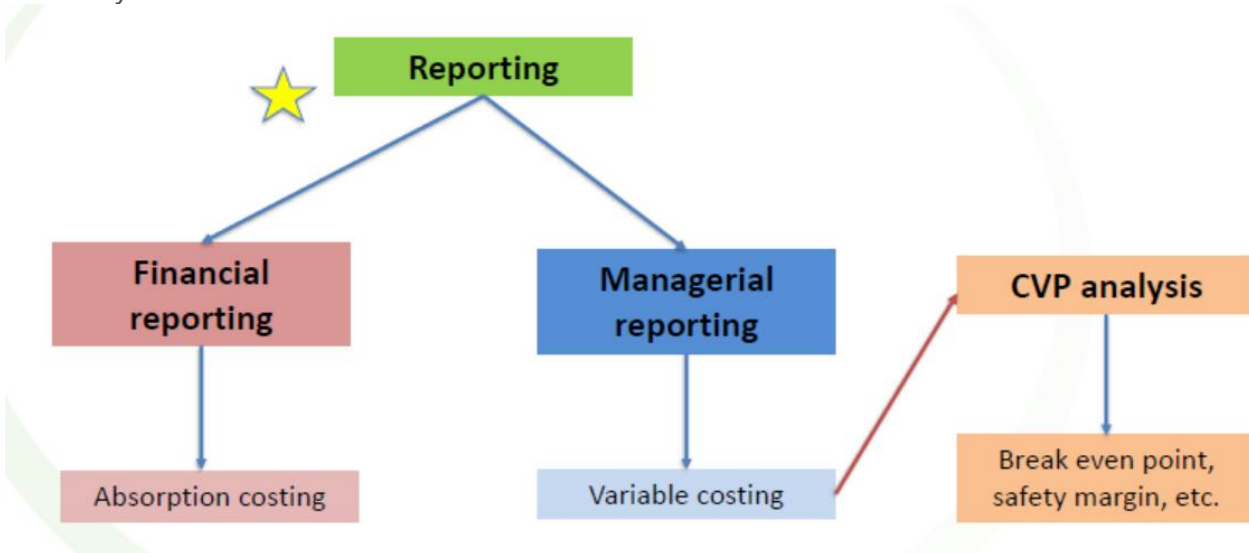 Reporting
Financial
reporting
Managerial
reporting
CVP analysis
Absorption costing
Variable costing
Break even point,
safety margin, etc.